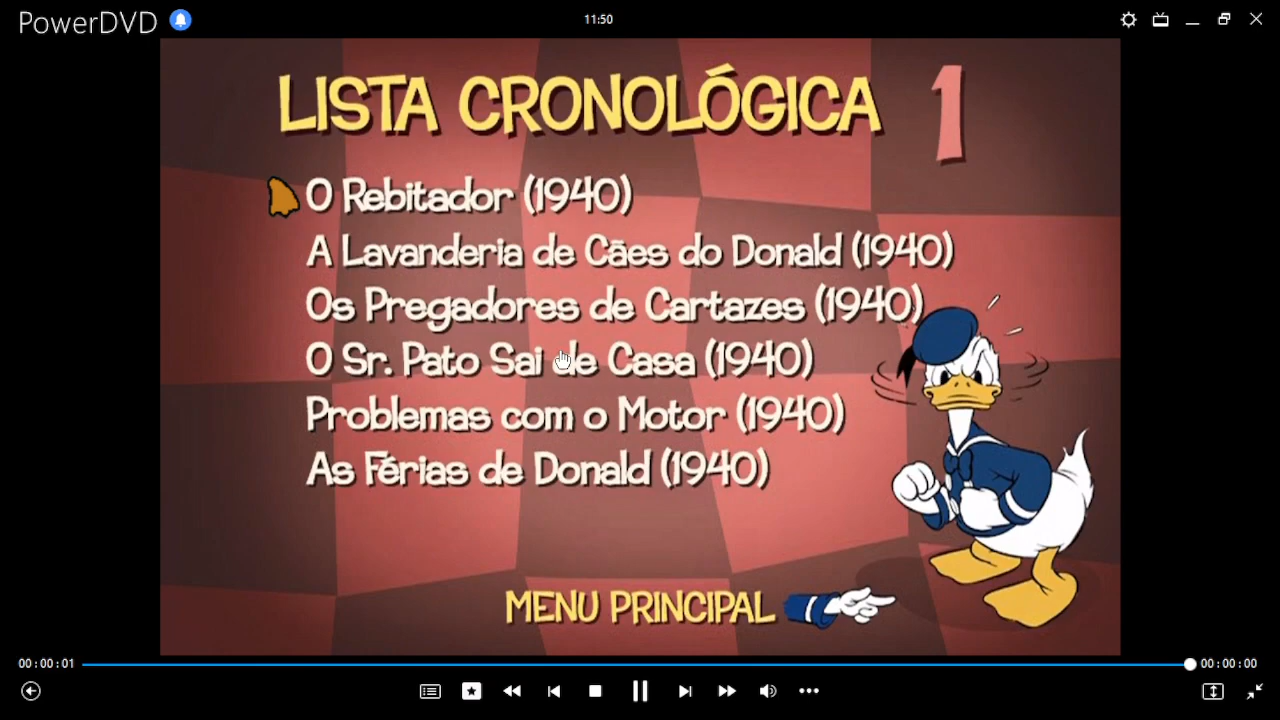 PowerDVD
11:50
LISTA CRONOLÓGICA 1
O Rebitador (1940)
A Lavanderia de Cães do Donald (1940)
Os Pregadores de Cartazes (1940)
O Sr. Pato Sai de Casa (1940)
Problemas com o Motor (1940)
As Férias de Donald (1940)
MENU PRINCIPAL
00:00:01
00:00:00